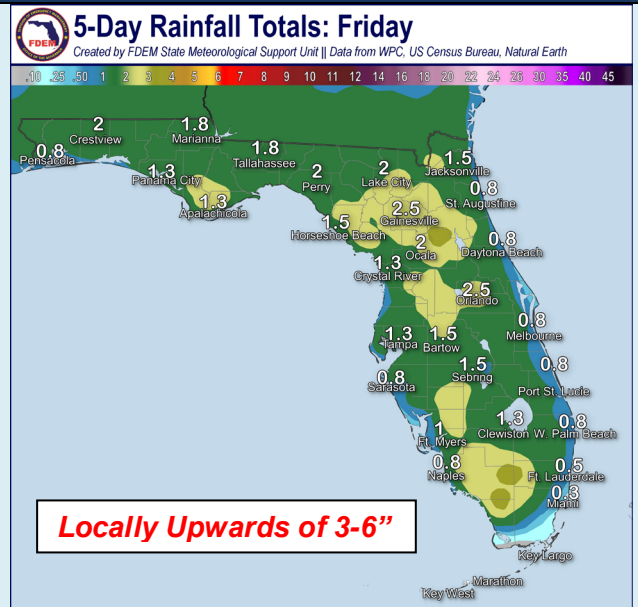 5-Day Rainfall Totals: Friday
FDEM
Created by FDEM State Meteorological Support Unit || Data from WPC, US Census Bureau, Natural Earth
.10 .25 .50 1 2 3 4 5 6 7 8 9 10 11 12 14 16 18 20 22 24 26 30 35 40 45
2
Crestview
1.8
Marianna
0.8
Pensacola
1.8
Tallahassee
1.3
Panama City
1.3
Apalachicola
2
Perry
2
Lake City
1.5
Jacksonville
0.8
St. Augustine
2.5
Gainesville
1.5
Horseshoe Beach
2
Ocala
0.8
Daytona Beach
1.3
Crystal River
2.5
Orlando
0.8
Melbourne
1.3
Tampa
1.5
Bartow
1.5
Sebring
0.8
Port St. Lucie
0.8
Sarasota
1
Ft. Myers
1.3
Clewiston
0.8
W. Palm Beach
0.8
Naples
0.5
Ft. Lauderdale
0.3
Miami
Locally Upwards of 3-6”
Key Largo
Marathon
Key West